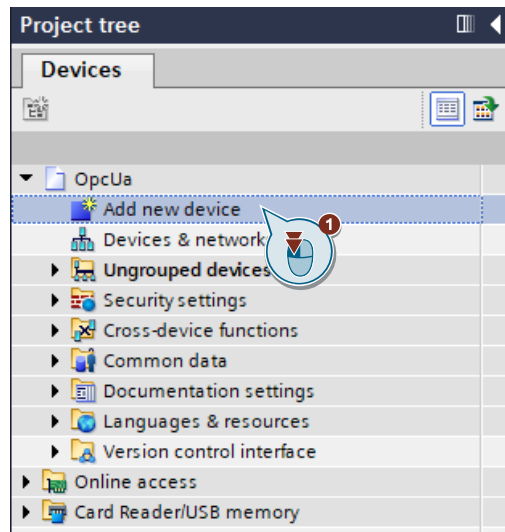 Project tree
Devices
OpcUa
Add new device
1
Devices & network
Ungrouped devices
Security settings
Cross-device functions
Common data
Documentation settings
Languages & resources
Version control interface
Online access
Card Reader/USB memory